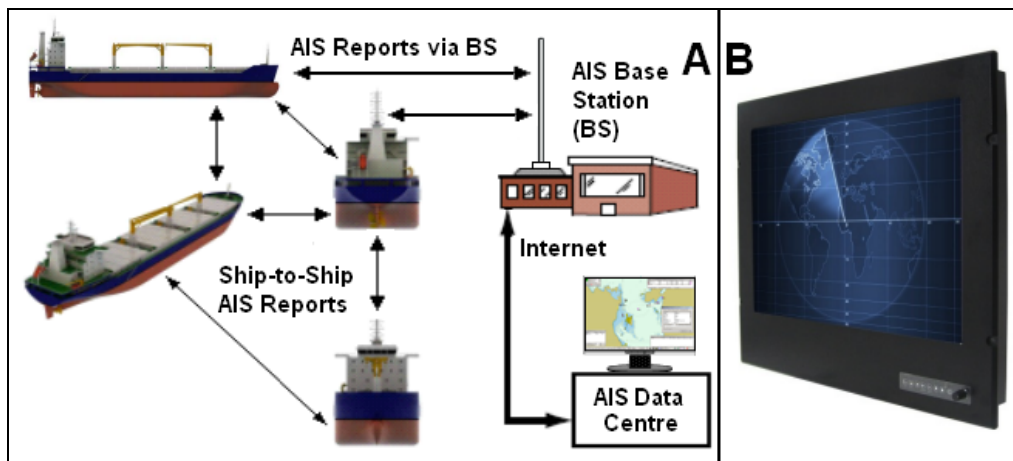 AIS Reports via BS
AIS Base
Station
(BS)
A
B
Internet
Ship-to-Ship
AIS Reports
AIS Data
Centre